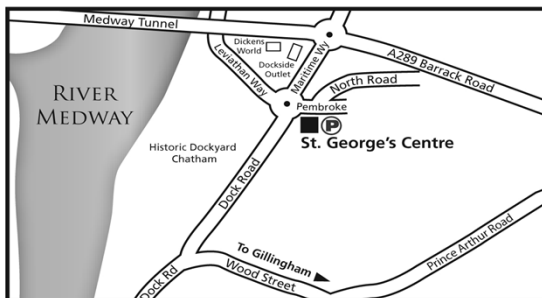 Medway Tunnel
Dickens
World
Dockside
Outlet
Leviathan Way
Maritime Wy
A289 Barrack Road
North Road
Pembroke
P
RIVER
MEDWAY
St. George's Centre
Historic Dockyard
Chatham
Dock Road
To Gillingham
Wood Street
Prince Arthur Road
Dock Rd